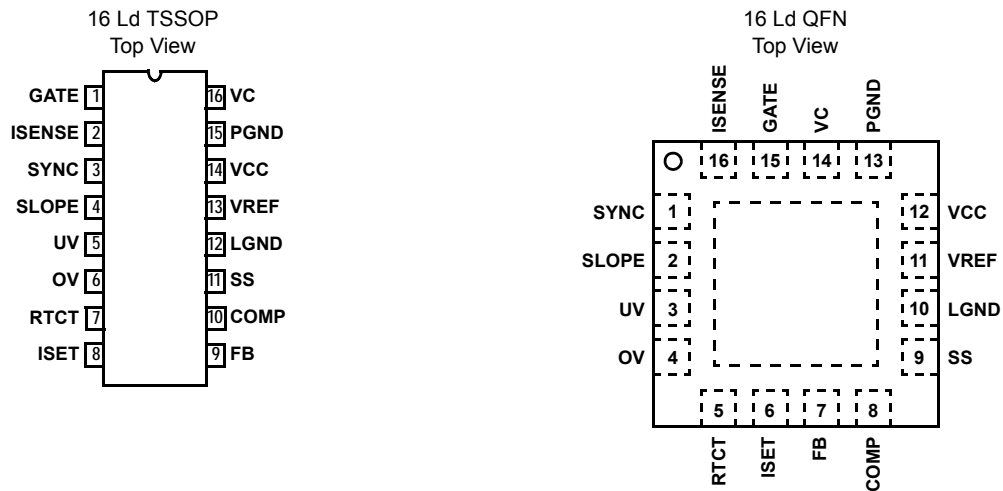 16 Ld TSSOP
Top View
GATE 1
16 VC
ISENSE 2
15 PGND
SYNC 3
14 VCC
SLOPE 4
13 VREF
UV 5
12 LGND
OV 6
11 SS
RTCT 7
10 COMP
ISET 8
9 FB
16 Ld QFN
Top View
ISENSE
GATE
VC
PGND
16
15
14
13
SYNC 1
12 VCC
SLOPE 2
11 VREF
UV 3
10 LGND
OV 4
9 SS
5
6
7
8
RTCT
ISET
FB
COMP